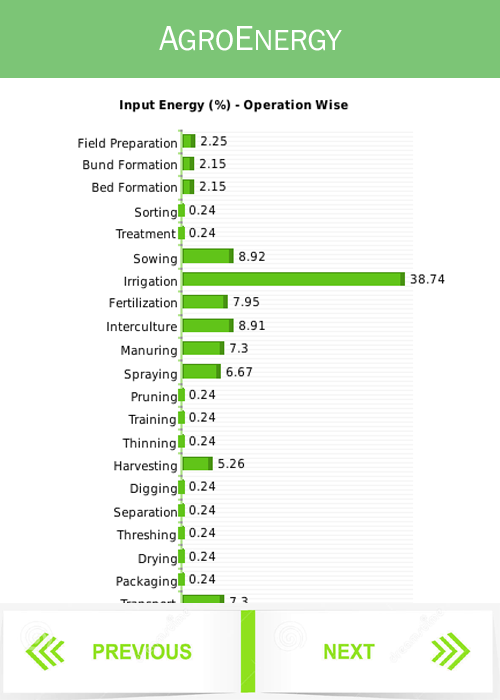 AGROENERGY
Input Energy (%) - Operation Wise
Field Preparation 2.25
Bund Formation 2.15
Bed Formation 2.15
Sorting 0.24
Treatment 0.24
Sowing 8.92
Irrigation 38.74
Fertilization 7.95
Interculture 8.91
Manuring 7.3
Spraying 6.67
Pruning 0.24
Training 0.24
Thinning 0.24
Harvesting 5.26
Digging 0.24
Separation 0.24
Threshing 0.24
Drying 0.24
Packaging 0.24
Transport 7.3
PREVIOUS NEXT